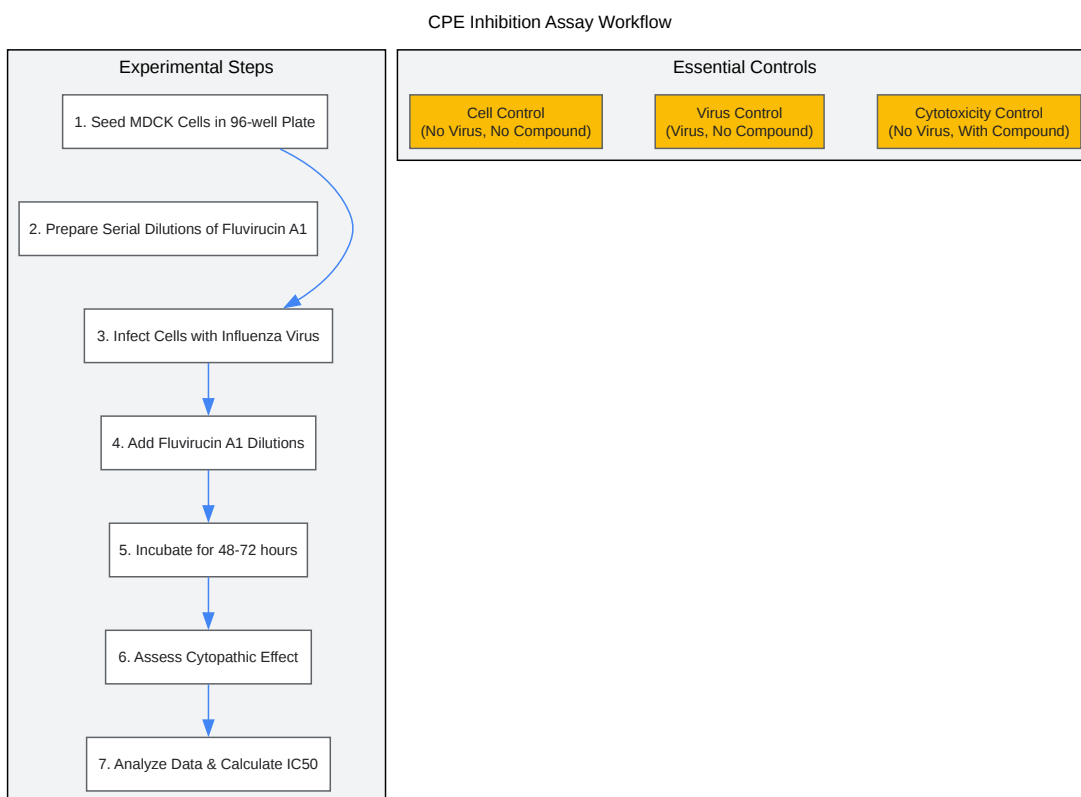 CPE Inhibition Assay Workflow
Experimental Steps
1. Seed MDCK Cells in 96-well Plate
2. Prepare Serial Dilutions of Fluvirucin A1
3. Infect Cells with Influenza Virus
4. Add Fluvirucin A1 Dilutions
5. Incubate for 48-72 hours
6. Assess Cytopathic Effect
7. Analyze Data & Calculate IC50
Essential Controls
Cell Control
(No Virus, No Compound)
Virus Control
(Virus, No Compound)
Cytotoxicity Control
(No Virus, With Compound)